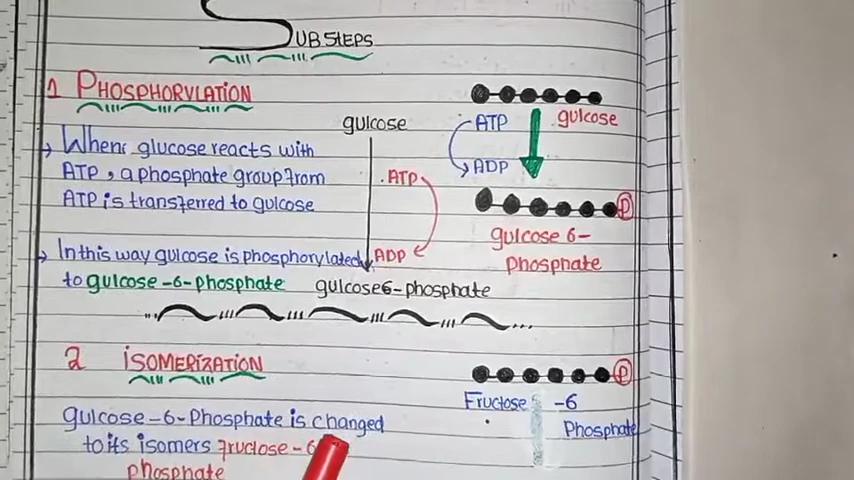 SUBSTEPS
1 PHOSPHORYLATION
→ When glucose reacts with
ATP, a phosphate group from
ATP is transferred to gulcose
→ In this way gulcose is phosphorylated
to gulcose-6-phosphate
gulcose
ATP
ADP
gulcose6-phosphate
ATP
gulcose
ADP
P
gulcose 6-
phosphate
2 ISOMERIZATION
gulcose-6-Phosphate is changed
to its isomers Fructose-6
phosphate
P
Fructose -6
Phosphate